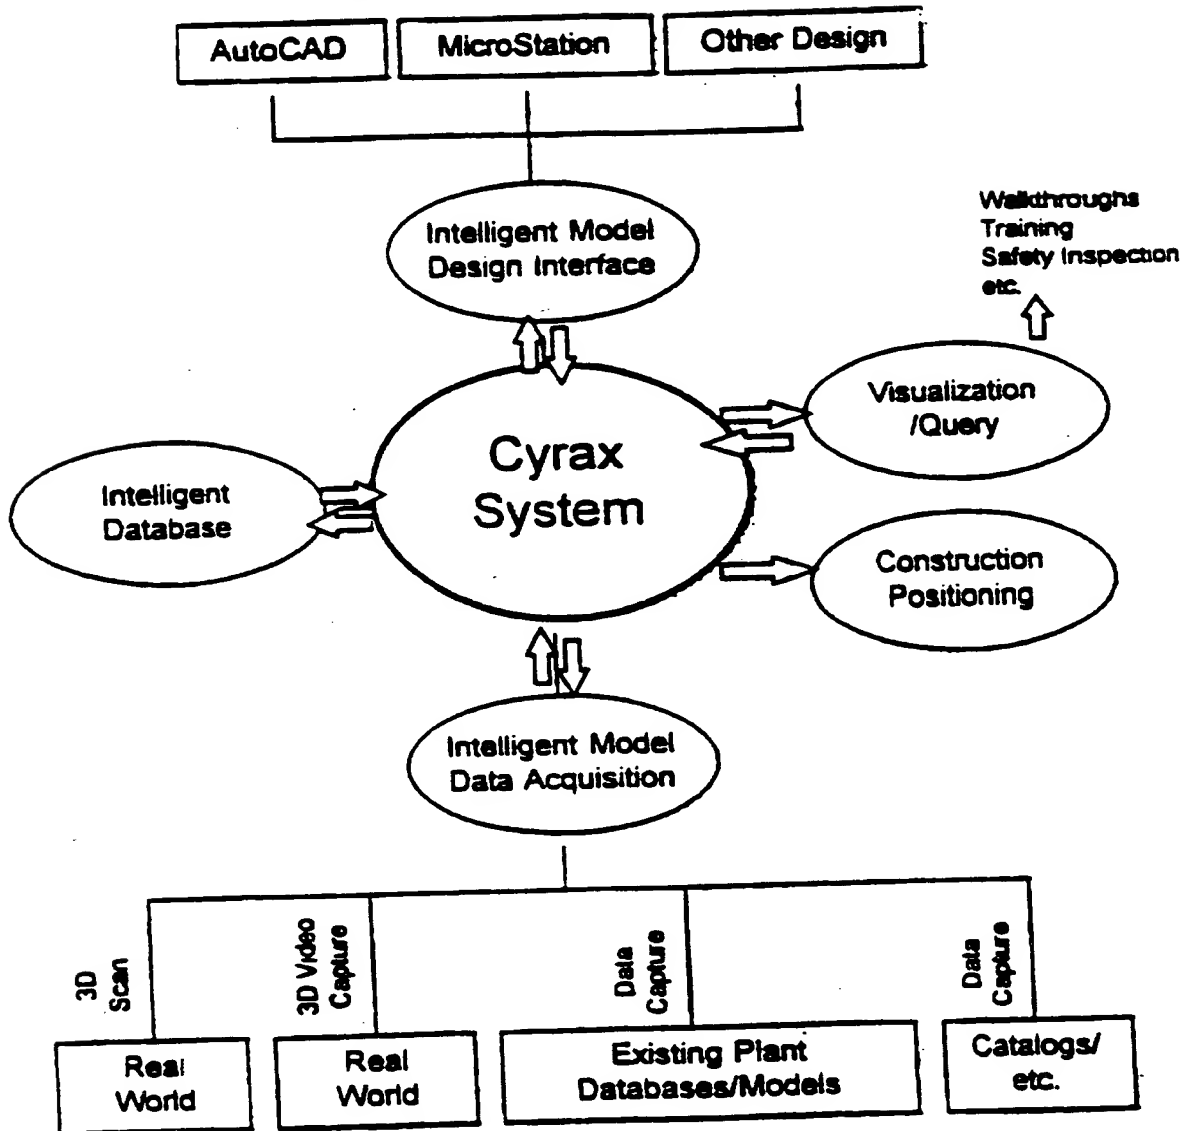 AutoCAD
MicroStation
Other Design
Intelligent Model
Design Interface
Walkthroughs
Training
Safety Inspection
etc.
Visualization
/Query
Cyrax
System
Intelligent
Database
Construction
Positioning
Intelligent Model
Data Acquisition
3D
Scan
3D Video
Capture
Data
Capture
Data
Capture
Real
World
Real
World
Existing Plant
Databases/Models
Catalogs/
etc.